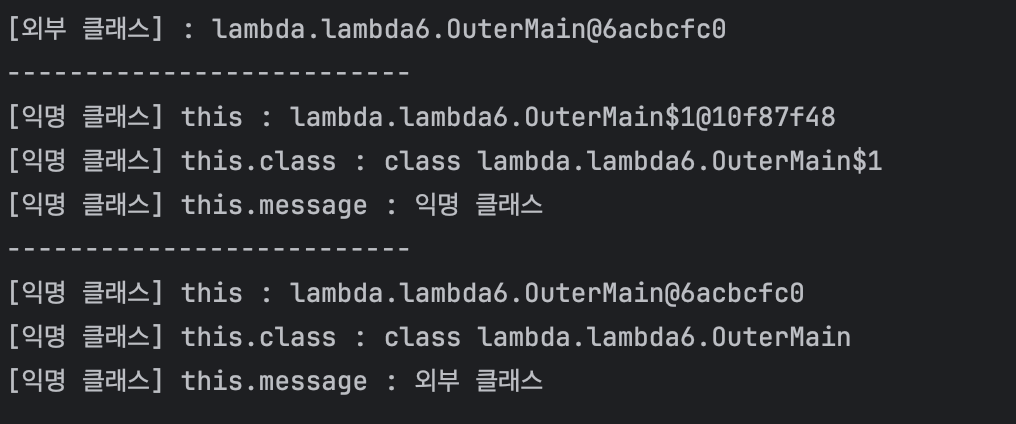 [외부 클래스] : lambda.lambda6.OuterMain@6acbcfc0
---------------------------
[익명 클래스] this : lambda.lambda6.OuterMain$1@10f87f48
[익명 클래스] this.class : class lambda.lambda6.OuterMain$1
[익명 클래스] this.message : 익명 클래스
---------------------------
[익명 클래스] this : lambda.lambda6.OuterMain@6acbcfc0
[익명 클래스] this.class : class lambda.lambda6.OuterMain
[익명 클래스] this.message : 외부 클래스